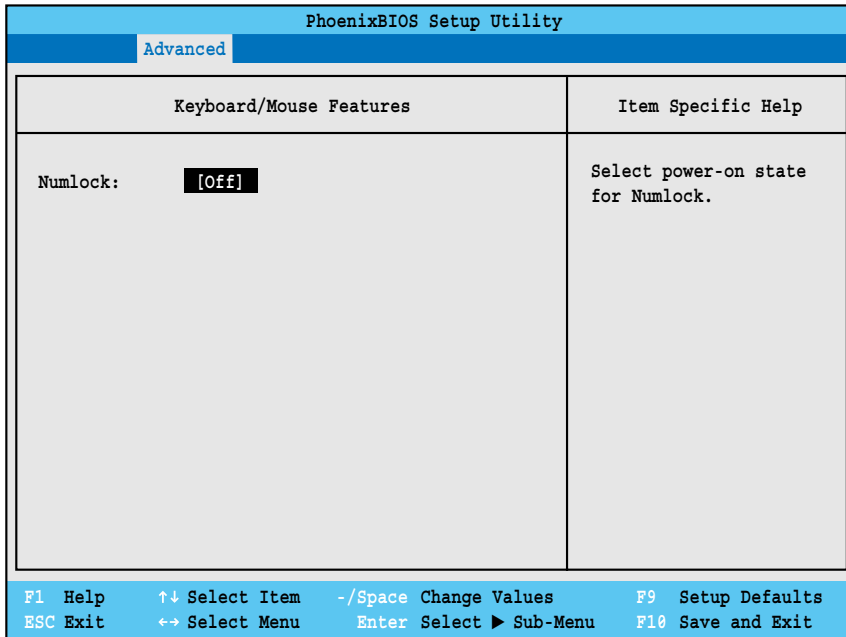 PhoenixBIOS Setup Utility
Advanced
Keyboard/Mouse Features
Item Specific Help
Numlock: [Off]
Select power-on state
for Numlock.
F1 Help ↑↓ Select Item -/Space Change Values F9 Setup Defaults
ESC Exit ←→ Select Menu Enter Select ▶ Sub-Menu F10 Save and Exit